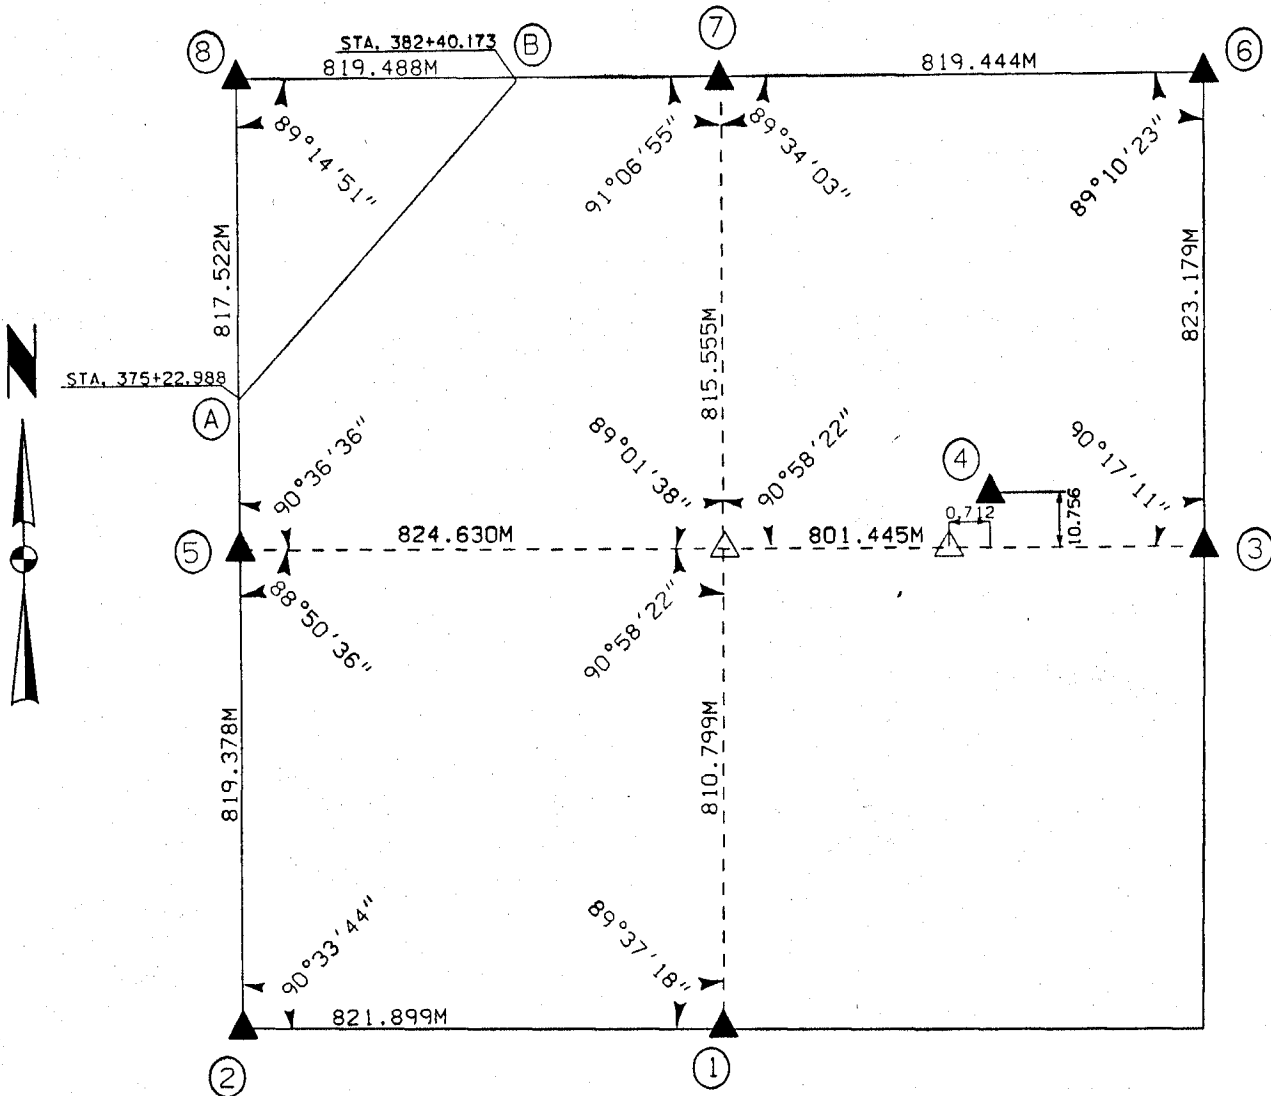 8
STA. 382+40.173
B
7
6
819.488M
819.444M
89°14'51"
91°06'55"
89°34'03"
89°10'23"
817.522M
815.555M
823.179M
N
STA. 375+22.988
A
90°36'36"
89°01'38"
90°58'22"
4
90°17'11"
0.712
10.756
5
824.630M
801.445M
3
88°50'36"
90°58'22"
819.378M
810.799M
90°33'44"
89°37'18"
821.899M
2
1